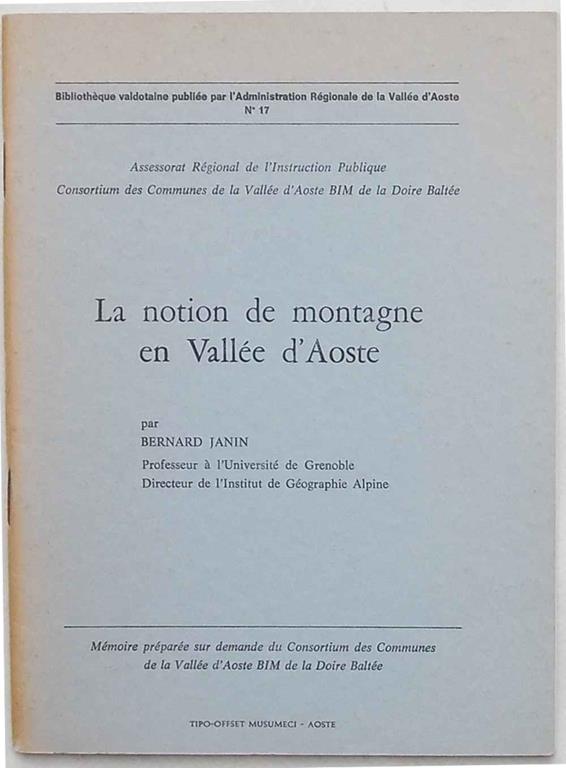 Bibliothèque valdotaine publiée par l'Administration Régionale de la Vallée d'Aoste
N° 17
Assessorat Régional de l'Instruction Publique
Consortium des Communes de la Vallée d'Aoste BIM de la Doire Baltée
La notion de montagne
en Vallée d'Aoste
par
BERNARD JANIN
Professeur à l'Université de Grenoble
Directeur de l'Institut de Géographie Alpine
Mémoire préparée sur demande du Consortium des Communes
de la Vallée d'Aoste BIM de la Doire Baltée
TIPO-OFFSET MUSUMECI - AOSTE